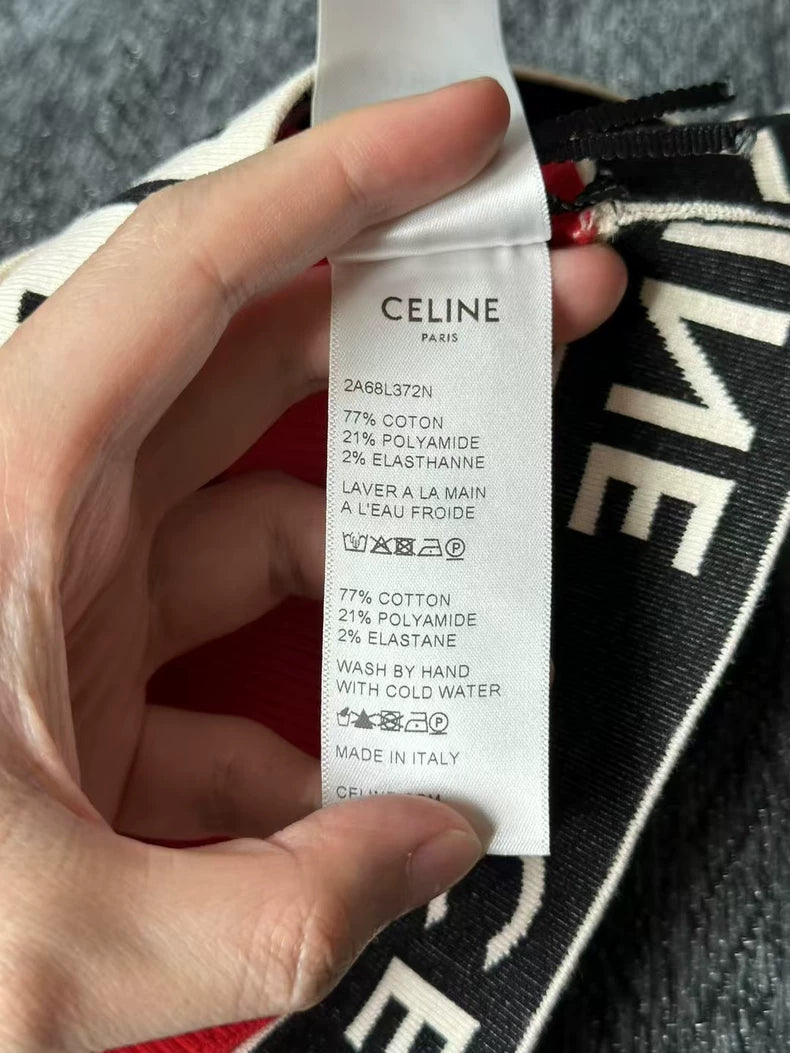 CELINE
PARIS
2A68L372N
77% COTON
21% POLYAMIDE
2% ELASTHANNE
LAVER A LA MAIN
A L'EAU FROIDE
77% COTTON
21% POLYAMIDE
2% ELASTANE
WASH BY HAND
WITH COLD WATER
MADE IN ITALY